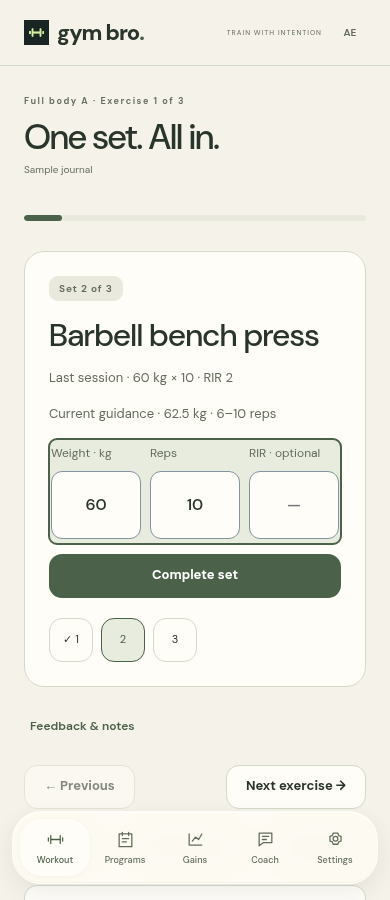 gym bro.
TRAIN WITH INTENTION
AE
Full body A · Exercise 1 of 3
One set. All in.
Sample journal
Set 2 of 3
Barbell bench press
Last session · 60 kg × 10 · RIR 2
Current guidance · 62.5 kg · 6–10 reps
Weight · kg
Reps
RIR · optional
60
10
—
Complete set
✓ 1
2
3
Feedback & notes
← Previous
Next exercise →
Workout
Programs
Gains
Coach
Settings